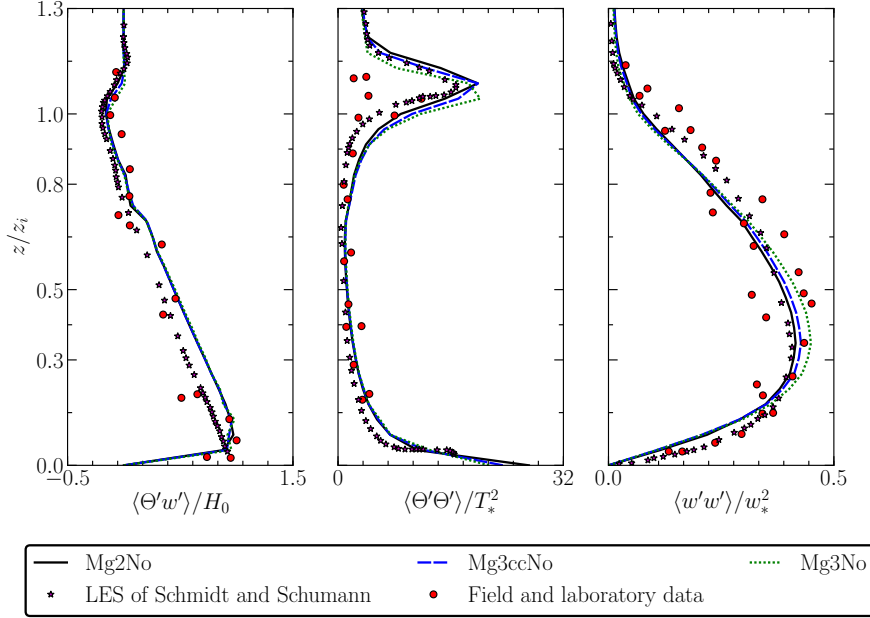 1.3
1.0
0.8
0.5
0.3
0.0
z/z_i
−0.5 1.5
0 32
0.0 0.5
⟨Θ′w′⟩/H_0
⟨Θ′Θ′⟩/T_*^2
⟨w′w′⟩/w_*^2
Mg2No Mg3ccNo Mg3No
LES of Schmidt and Schumann Field and laboratory data